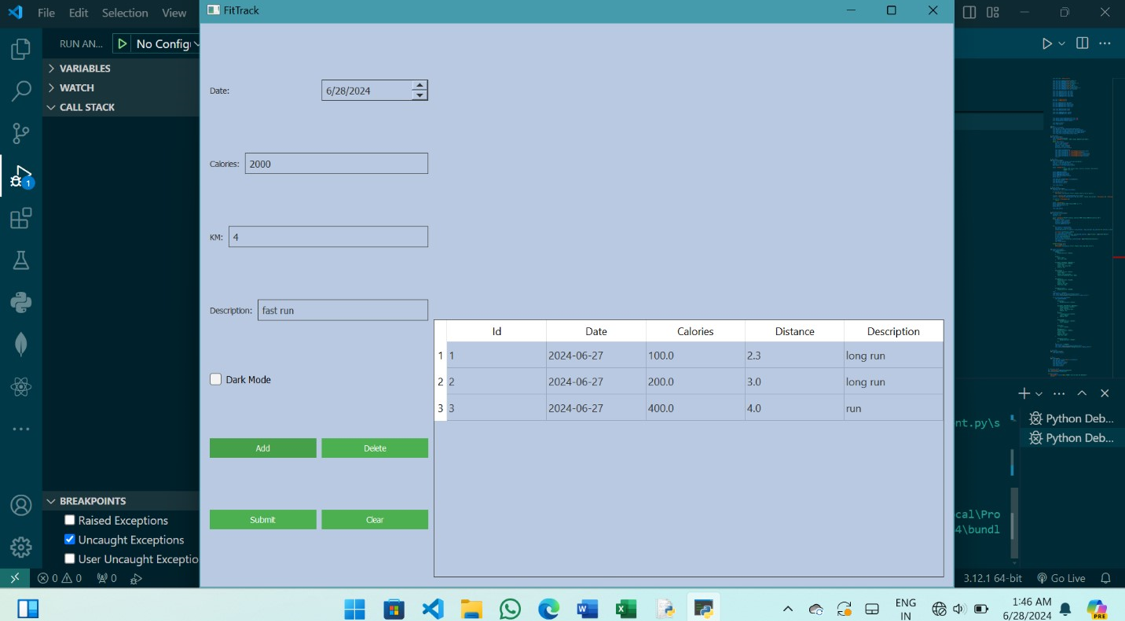 File Edit Selection View
FitTrack
RUN AN... No Config
VARIABLES
WATCH
CALL STACK
1
Date: 6/28/2024
Calories: 2000
KM: 4
Description: fast run
Dark Mode
Add Delete
Submit Clear
Id Date Calories Distance Description
1 1 2024-06-27 100.0 2.3 long run
2 2 2024-06-27 200.0 3.0 long run
3 3 2024-06-27 400.0 4.0 run
nt.py\s
Python Deb...
Python Deb...
cal\Pro
4\bundl
BREAKPOINTS
Raised Exceptions
Uncaught Exceptions
User Uncaught Exceptio
0 0 0
3.12.1 64-bit Go Live
ENG
IN
1:46 AM
6/28/2024
PRE